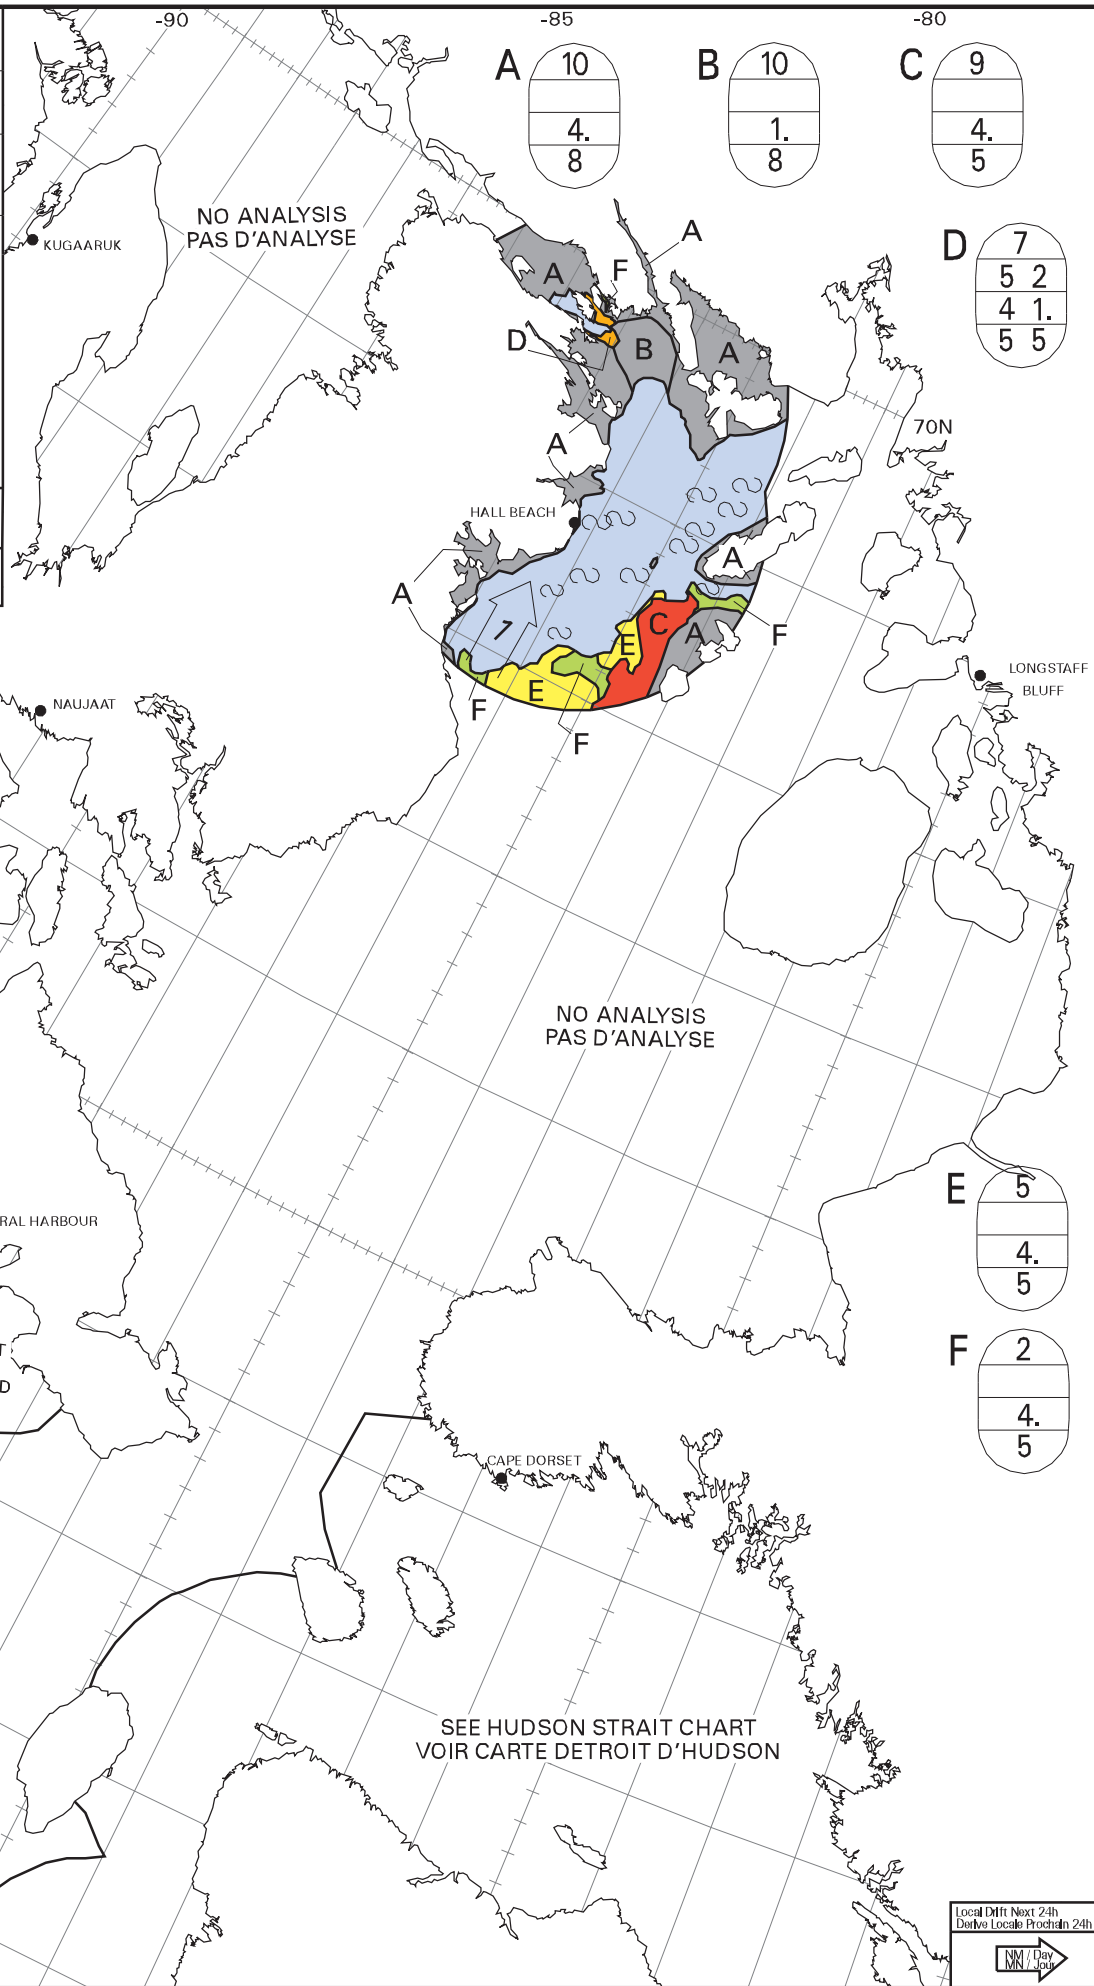 -90
-85
-80
A
10
4.
8
B
10
1.
8
C
9
4.
5
D
7
5 2
4 1.
5 5
NO ANALYSIS
PAS D'ANALYSE
KUGAARUK
A
A
F
D
B
A
A
70N
HALL BEACH
A
A
F
1
C
A
E
E
F
F
LONGSTAFF
BLUFF
NAUJAAT
NO ANALYSIS
PAS D'ANALYSE
E
5
4.
5
RAL HARBOUR
F
2
4.
5
T
D
CAPE DORSET
SEE HUDSON STRAIT CHART
VOIR CARTE DETROIT D'HUDSON
Local Drift Next 24h
Derive Locale Prochain 24h
NM / Day
MN / Jour